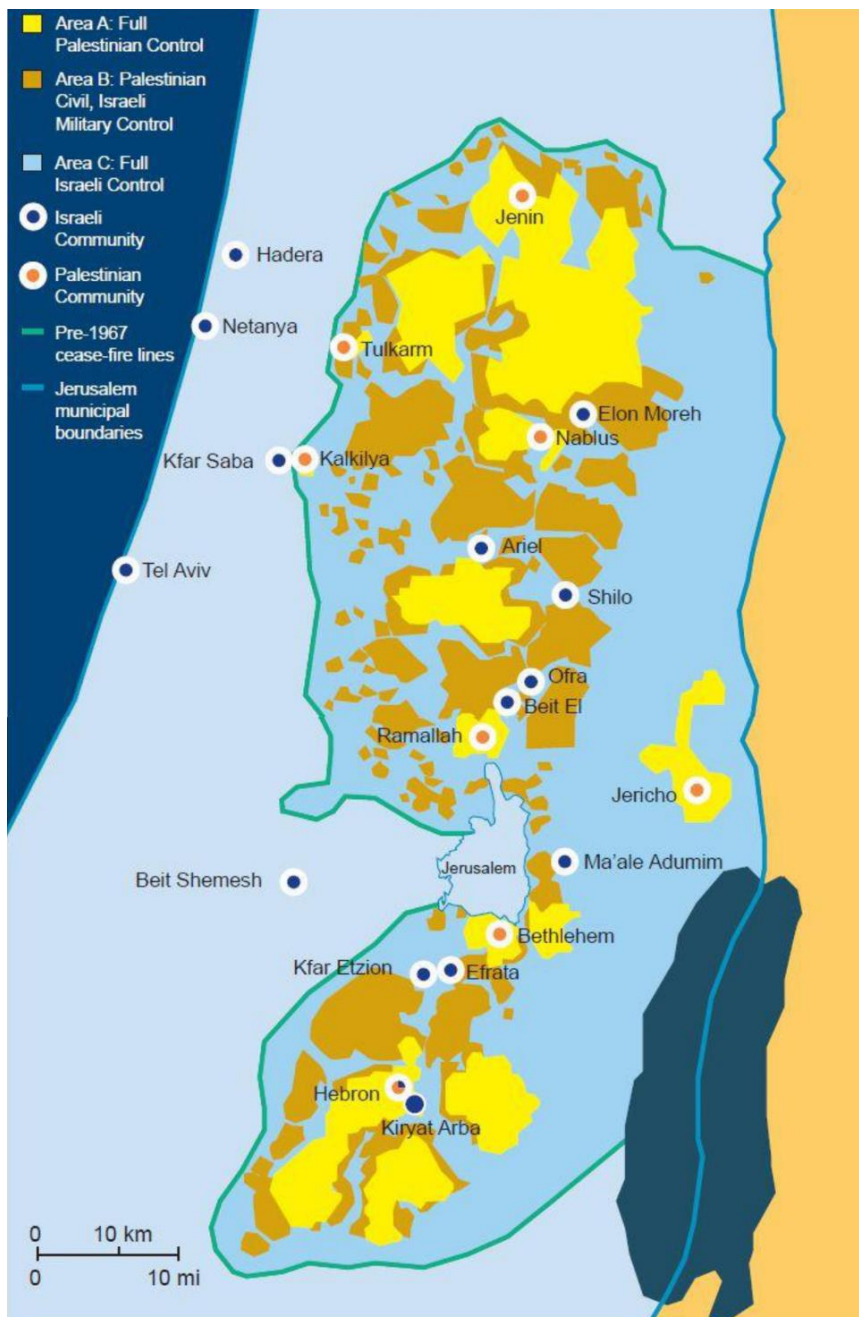 Area A: Full
Palestinian Control
Area B: Palestinian
Civil, Israeli
Military Control
Area C: Full
Israeli Control
Israeli
Community
Palestinian
Community
Pre-1967
cease-fire lines
Jerusalem
municipal
boundaries
Jenin
Hadera
Netanya
Tulkarm
Elon Moreh
Nablus
Kfar Saba
Kalkilya
Ariel
Tel Aviv
Shilo
Ofra
Beit El
Ramallah
Jericho
Jerusalem
Ma'ale Adumim
Beit Shemesh
Bethlehem
Kfar Etzion
Efrata
Hebron
Kiryat Arba
0 10 km
0 10 mi